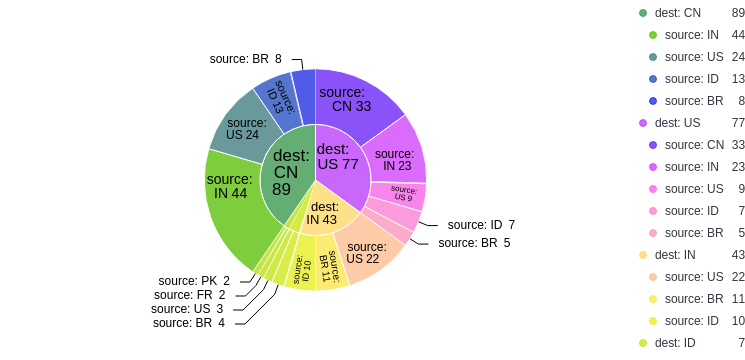 source: BR 8
source:
CN 33
source:
ID 13
source:
US 24
source:
IN 23
dest:
CN
89
dest:
US 77
source:
IN 44
source:
US 9
dest:
IN 43
source: ID 7
source: BR 5
source:
US 22
source:
BR 11
source:
ID 10
source: PK 2
source: FR 2
source: US 3
source: BR 4
dest: CN 89
source: IN 44
source: US 24
source: ID 13
source: BR 8
dest: US 77
source: CN 33
source: IN 23
source: US 9
source: ID 7
source: BR 5
dest: IN 43
source: US 22
source: BR 11
source: ID 10
dest: ID 7